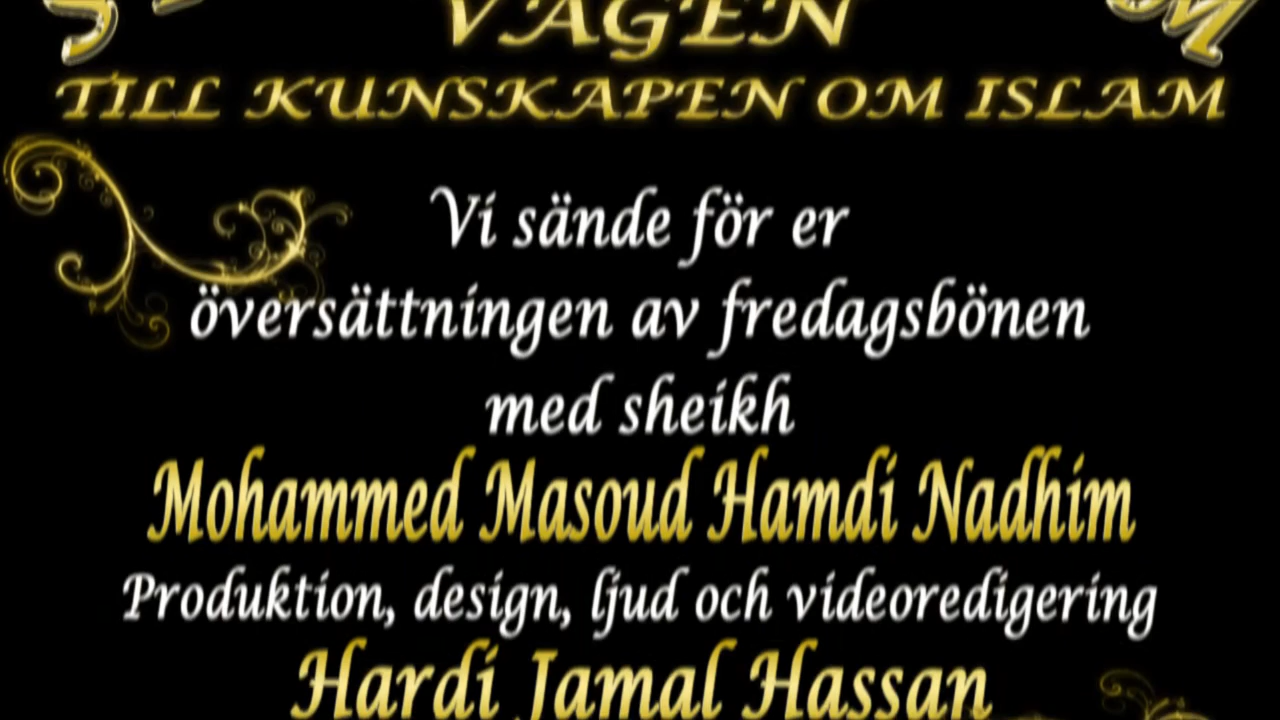 VÄGEN
TILL KUNSKAPEN OM ISLAM
Vi sände för er
översättningen av fredagsbönen
med sheikh
Mohammed Masoud Hamdi Nadhim
Produktion, design, ljud och videoredigering
Hardi Jamal Hassan